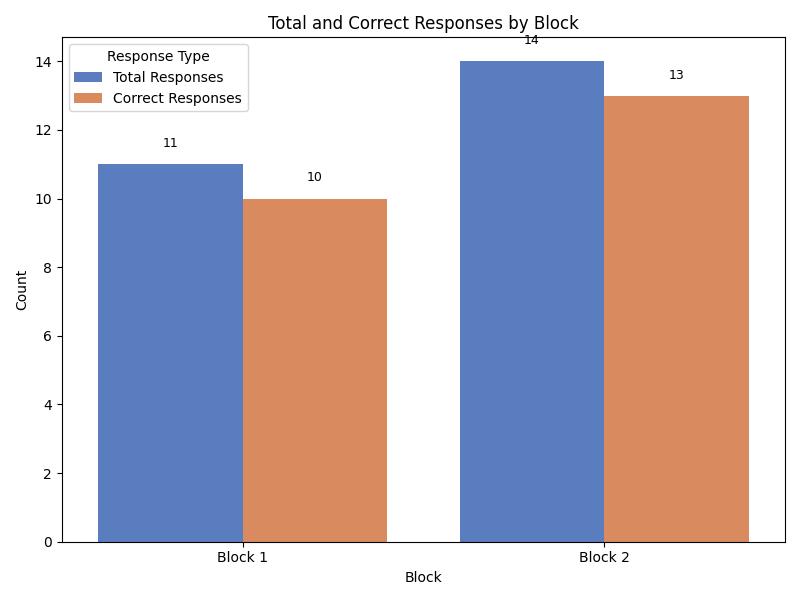 Total and Correct Responses by Block
Response Type
Total Responses
Correct Responses
14
13
11
10
14
12
10
8
6
4
2
0
Count
Block 1
Block 2
Block